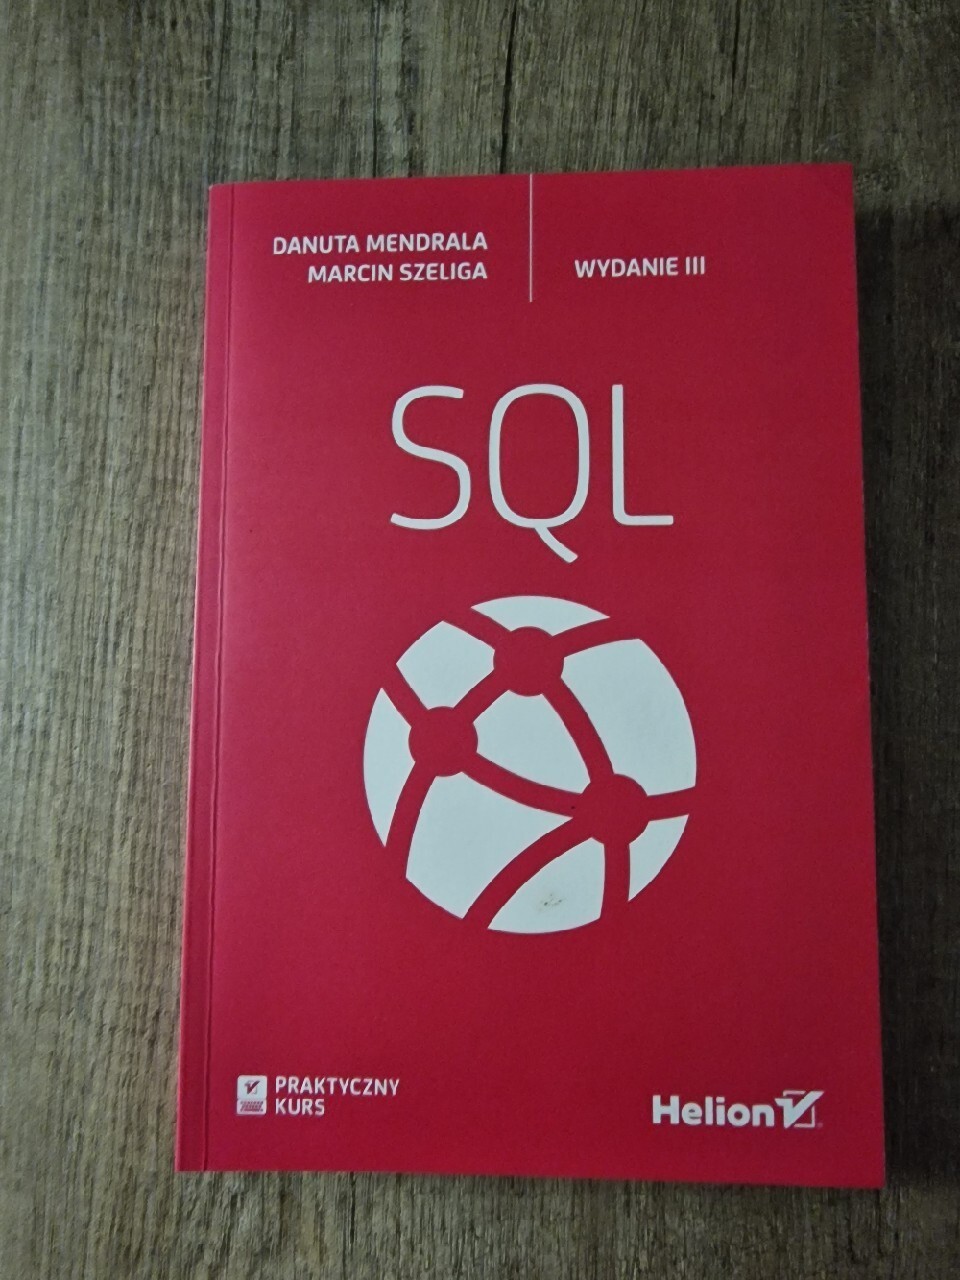 DANUTA MENDRALA
MARCIN SZELIGA
WYDANIE III
SQL
PRAKTYCZNY
KURS
Helion